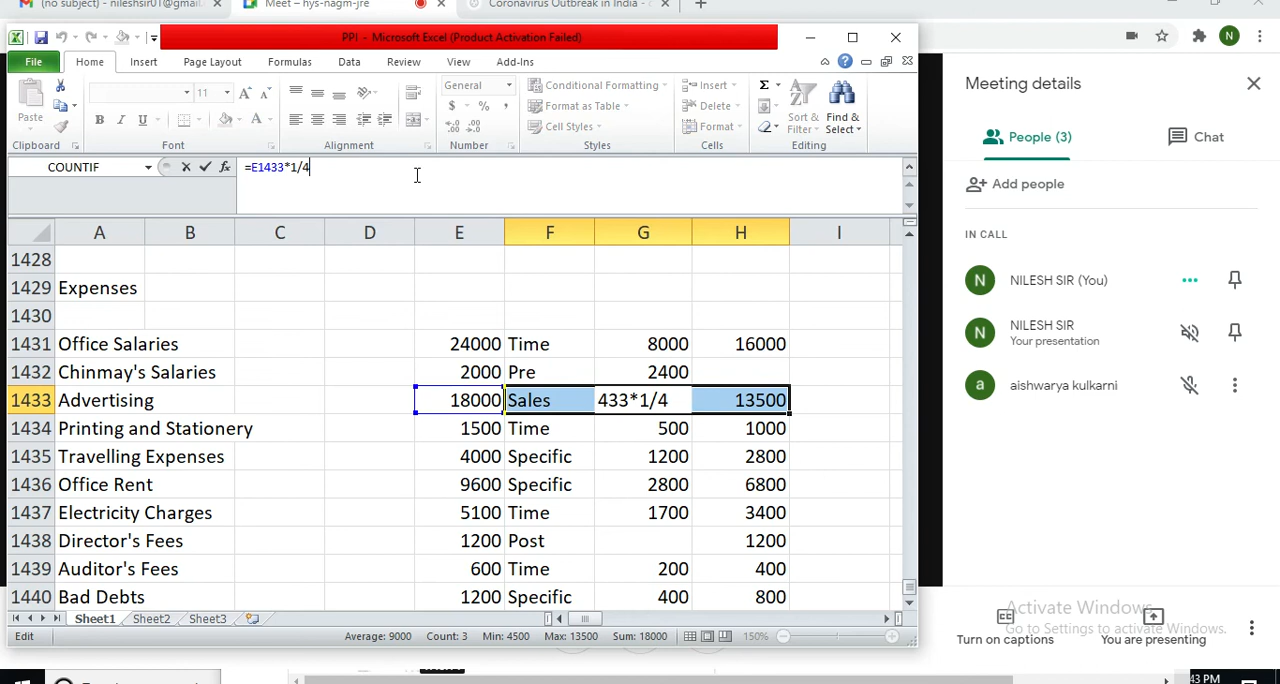 (no subject) - nileshsir01@gmail.
Meet – hys-nagm-jre
Coronavirus Outbreak in India -
PPI - Microsoft Excel (Product Activation Failed)
File Home Insert Page Layout Formulas Data Review View Add-Ins
Paste
Clipboard
11
Font
Alignment
General
Number
Conditional Formatting
Format as Table
Cell Styles
Styles
Insert
Delete
Format
Cells
Sort & Filter
Find & Select
Editing
COUNTIF =E1433*1/4
A B C D E F G H I
1428
1429 Expenses
1430
1431 Office Salaries 24000 Time 8000 16000
1432 Chinmay's Salaries 2000 Pre 2400
1433 Advertising 18000 Sales 433*1/4 13500
1434 Printing and Stationery 1500 Time 500 1000
1435 Travelling Expenses 4000 Specific 1200 2800
1436 Office Rent 9600 Specific 2800 6800
1437 Electricity Charges 5100 Time 1700 3400
1438 Director's Fees 1200 Post 1200
1439 Auditor's Fees 600 Time 200 400
1440 Bad Debts 1200 Specific 400 800
Sheet1 Sheet2 Sheet3
Edit Average: 9000 Count: 3 Min: 4500 Max: 13500 Sum: 18000 150%
N
Meeting details
People (3) Chat
Add people
IN CALL
N NILESH SIR (You)
N NILESH SIR
Your presentation
a aishwarya kulkarni
Activate Windows
Go to Settings to activate Windows.
Turn on captions
You are presenting
:43 PM